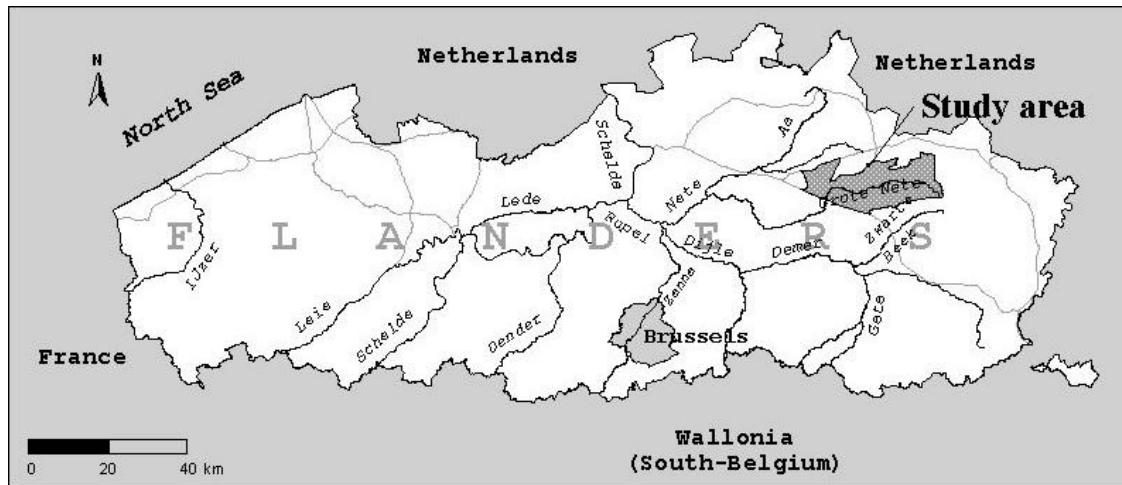 N
Netherlands
Netherlands
North Sea
Study area
Aa
Schelde
Nete
Grote Nete
Lede
Rupel
Zwarte
Beek
FLANDERS
IJzer
Dijle
Demer
Leie
Schelde
Dender
Zenne
Gete
Brussels
France
Wallonia
(South-Belgium)
0 20 40 km